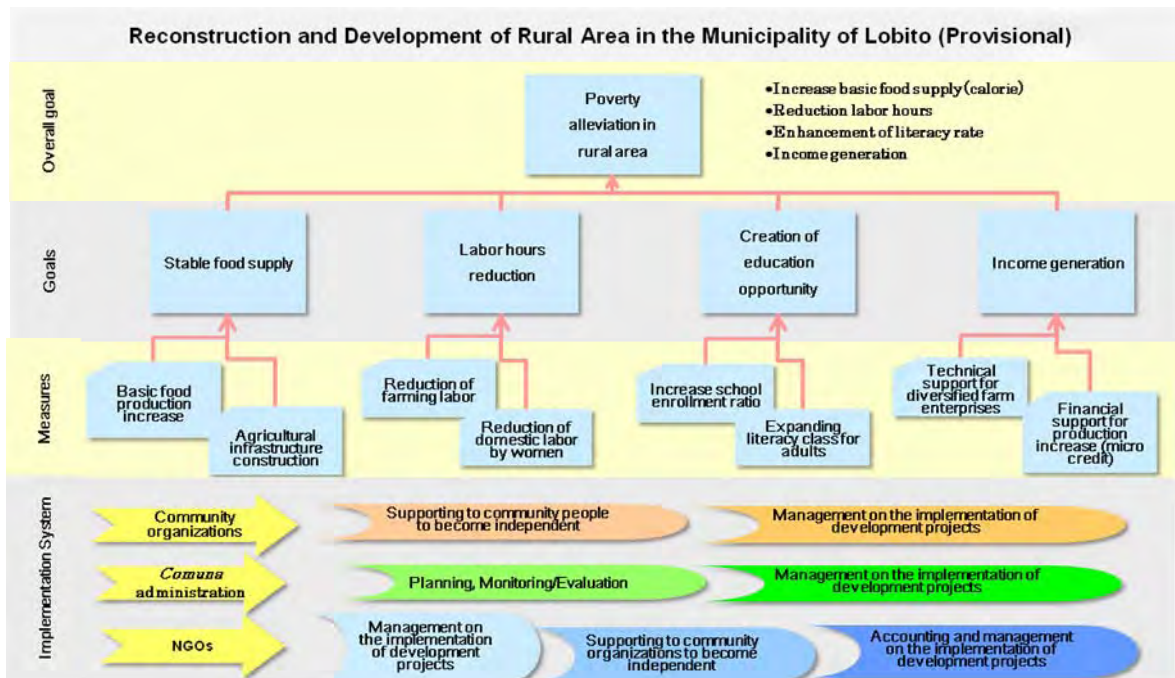 Reconstruction and Development of Rural Area in the Municipality of Lobito (Provisional)
Overall goal
Poverty
alleviation in
rural area
•Increase basic food supply(calorie)
•Reduction labor hours
•Enhancement of literacy rate
•Income generation
Goals
Stable food supply
Labor hours
reduction
Creation of
education
opportunity
Income generation
Measures
Basic food
production
increase
Agricultural
infrastructure
construction
Reduction of
farming labor
Reduction of
domestic labor
by women
Increase school
enrollment ratio
Expanding
literacy class for
adults
Technical
support for
diversified farm
enterprises
Financial
support for
production
increase (micro
credit)
Implementation System
Community
organizations
Supporting to community people
to become independent
Management on the implementation of
development projects
Comuna
administration
Planning, Monitoring/Evaluation
Management on the implementation of
development projects
NGOs
Management on
the implementation
of development
projects
Supporting to community
organizations to become
independent
Accounting and management
on the implementation of
development projects